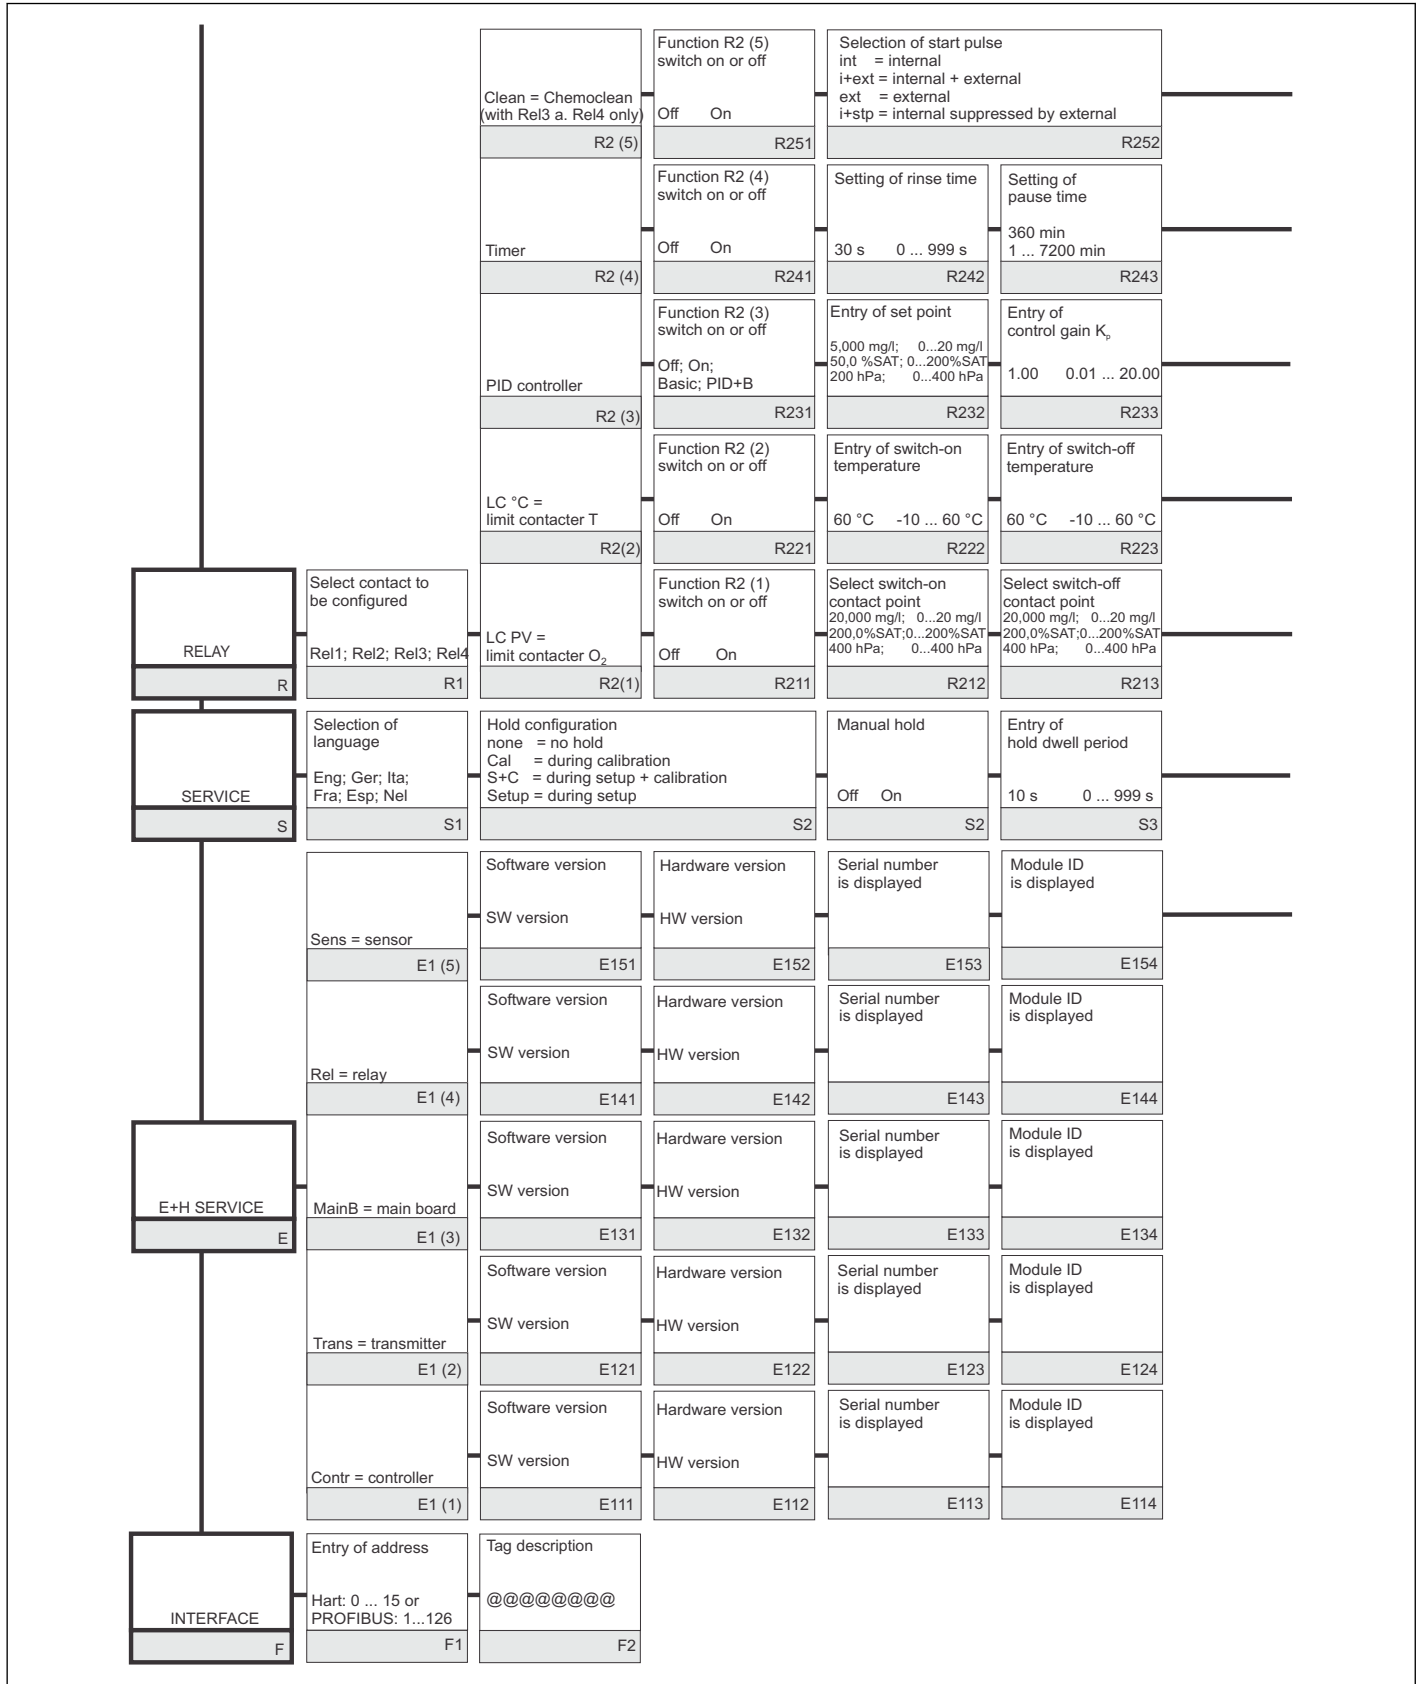 Clean = Chemoclean
(with Rel3 a. Rel4 only)
R2 (5)
Function R2 (5)
switch on or off
Off On
R251
Selection of start pulse
int = internal
i+ext = internal + external
ext = external
i+stp = internal suppressed by external
R252
Timer
R2 (4)
Function R2 (4)
switch on or off
Off On
R241
Setting of rinse time
30 s 0 ... 999 s
R242
Setting of
pause time
360 min
1 ... 7200 min
R243
PID controller
R2 (3)
Function R2 (3)
switch on or off
Off; On;
Basic; PID+B
R231
Entry of set point
5,000 mg/l; 0...20 mg/l
50,0 %SAT; 0...200%SAT
200 hPa; 0...400 hPa
R232
Entry of
control gain Kp
1.00 0.01 ... 20.00
R233
LC °C =
limit contacter T
R2(2)
Function R2 (2)
switch on or off
Off On
R221
Entry of switch-on
temperature
60 °C -10 ... 60 °C
R222
Entry of switch-off
temperature
60 °C -10 ... 60 °C
R223
RELAY
R
Select contact to
be configured
Rel1; Rel2; Rel3; Rel4
R1
LC PV =
limit contacter O2
R2(1)
Function R2 (1)
switch on or off
Off On
R211
Select switch-on
contact point
20,000 mg/l; 0...20 mg/l
200,0%SAT;0...200%SAT
400 hPa; 0...400 hPa
R212
Select switch-off
contact point
20,000 mg/l; 0...20 mg/l
200,0%SAT;0...200%SAT
400 hPa; 0...400 hPa
R213
SERVICE
S
Selection of
language
Eng; Ger; Ita;
Fra; Esp; Nel
S1
Hold configuration
none = no hold
Cal = during calibration
S+C = during setup + calibration
Setup = during setup
S2
Manual hold
Off On
S2
Entry of
hold dwell period
10 s 0 ... 999 s
S3
Sens = sensor
E1 (5)
Software version
SW version
E151
Hardware version
HW version
E152
Serial number
is displayed
E153
Module ID
is displayed
E154
Rel = relay
E1 (4)
Software version
SW version
E141
Hardware version
HW version
E142
Serial number
is displayed
E143
Module ID
is displayed
E144
E+H SERVICE
E
MainB = main board
E1 (3)
Software version
SW version
E131
Hardware version
HW version
E132
Serial number
is displayed
E133
Module ID
is displayed
E134
Trans = transmitter
E1 (2)
Software version
SW version
E121
Hardware version
HW version
E122
Serial number
is displayed
E123
Module ID
is displayed
E124
Contr = controller
E1 (1)
Software version
SW version
E111
Hardware version
HW version
E112
Serial number
is displayed
E113
Module ID
is displayed
E114
INTERFACE
F
Entry of address
Hart: 0 ... 15 or
PROFIBUS: 1...126
F1
Tag description
@@@@@@@@
F2